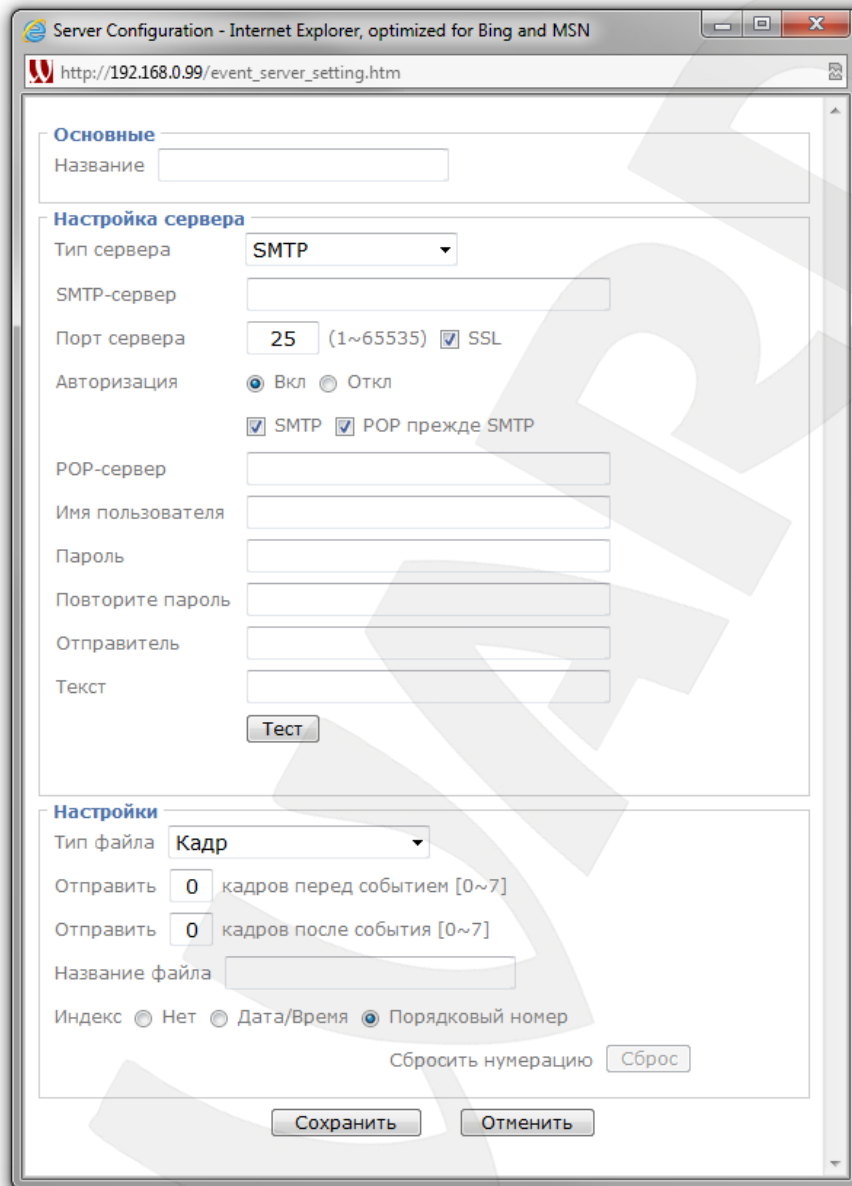 Server Configuration - Internet Explorer, optimized for Bing and MSN
http://192.168.0.99/event_server_setting.htm
Основные
Название
Настройка сервера
Тип сервера SMTP
SMTP-сервер
Порт сервера 25 (1~65535) SSL
Авторизация Вкл Откл
SMTP POP прежде SMTP
POP-сервер
Имя пользователя
Пароль
Повторите пароль
Отправитель
Текст
Тест
Настройки
Тип файла Кадр
Отправить 0 кадров перед событием [0~7]
Отправить 0 кадров после события [0~7]
Название файла
Индекс Нет Дата/Время Порядковый номер
Сбросить нумерацию Сброс
Сохранить Отменить